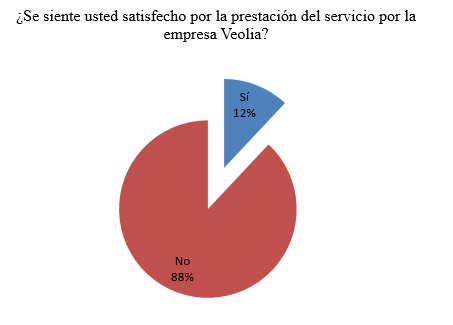 ¿Se siente usted satisfecho por la prestación del servicio por la
empresa Veolia?
Sí
12%
No
88%